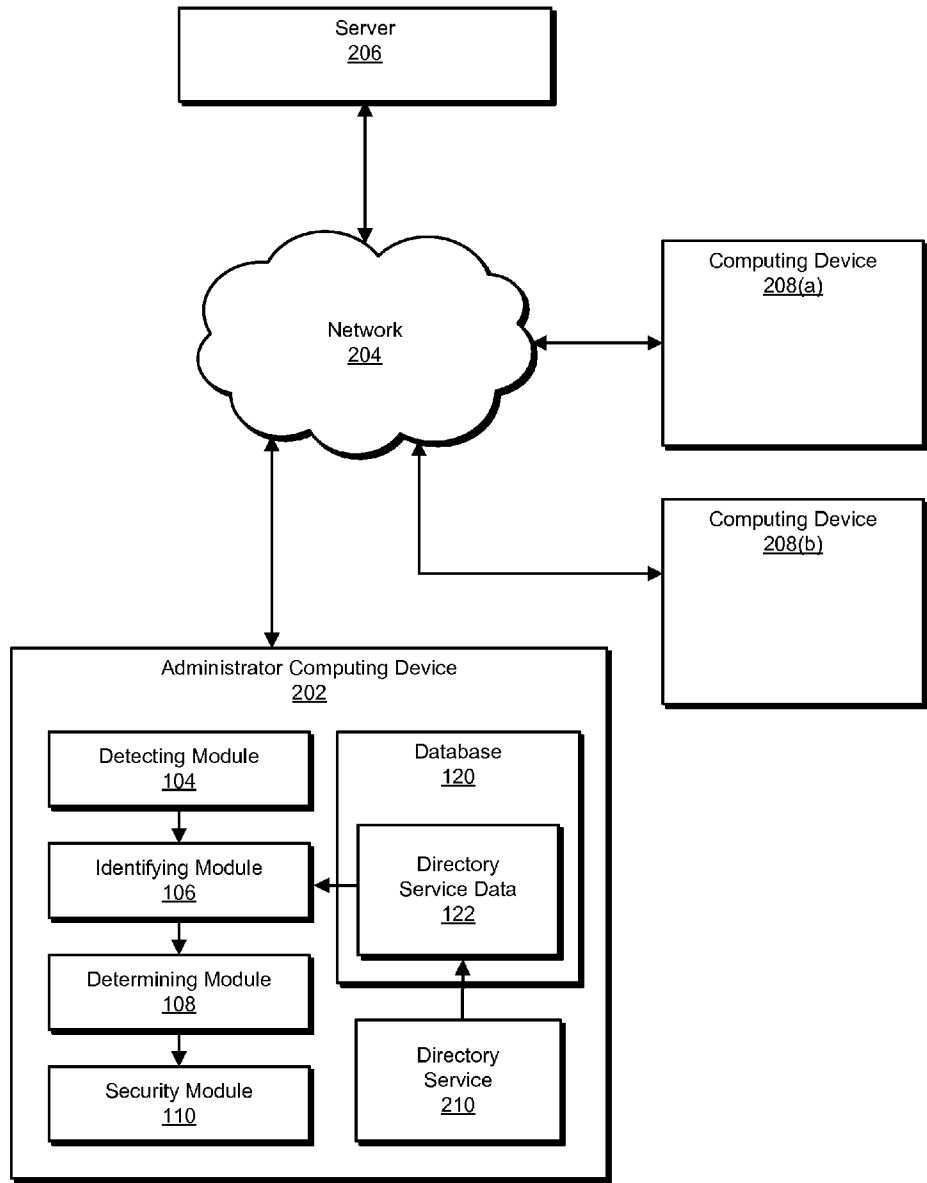 Server
206
Network
204
Computing Device
208(a)
Computing Device
208(b)
Administrator Computing Device
202
Detecting Module
104
Identifying Module
106
Determining Module
108
Security Module
110
Database
120
Directory
Service Data
122
Directory
Service
210